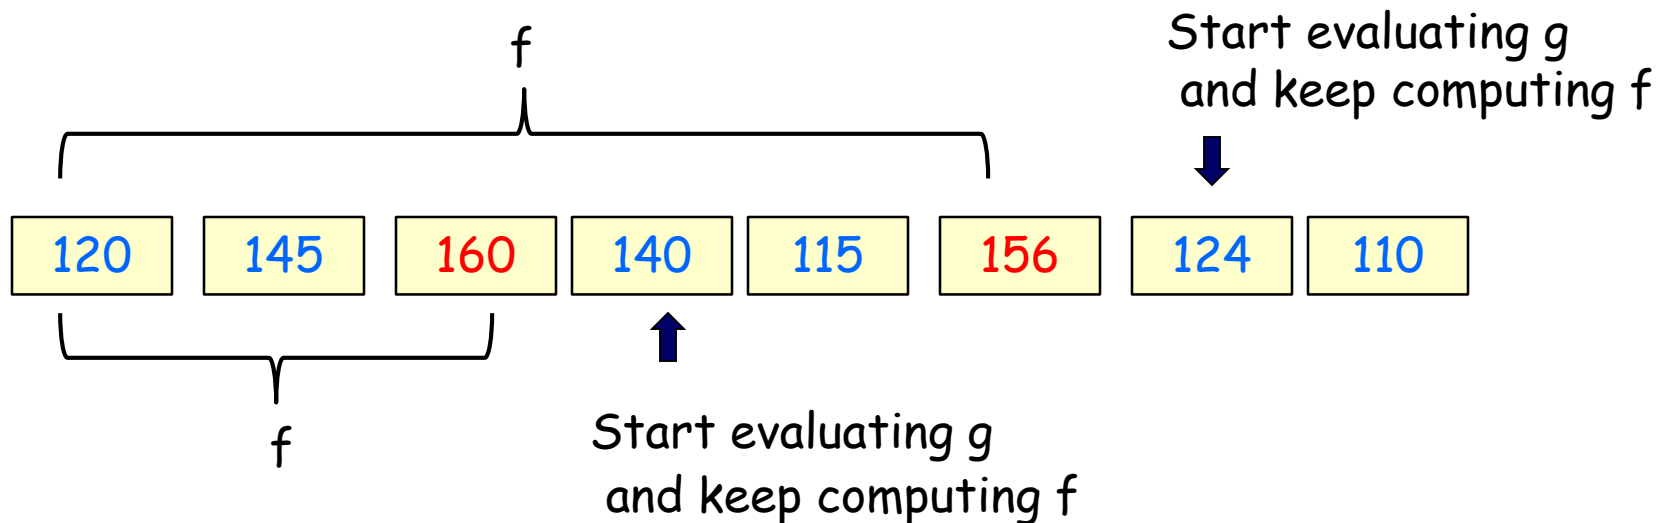 f
Start evaluating g
and keep computing f
120 145 160 140 115 156 124 110
f
Start evaluating g
and keep computing f